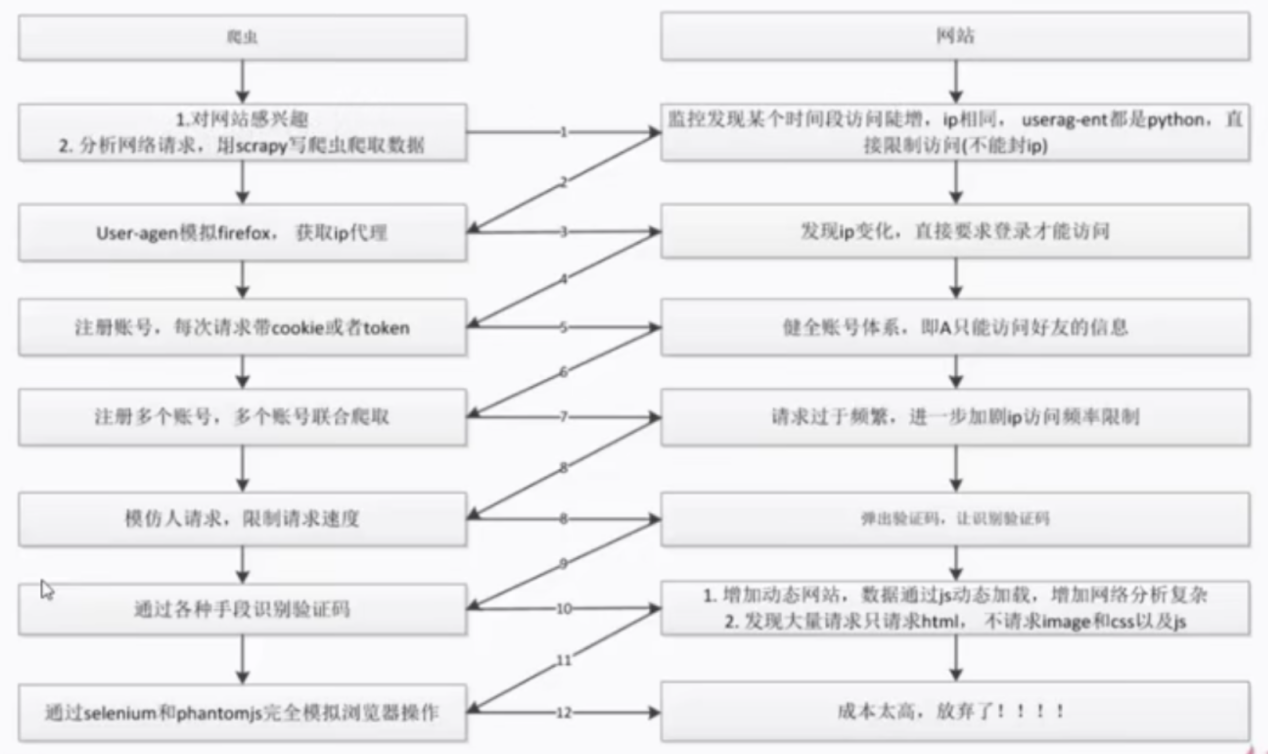 爬虫
网站
1.对网站感兴趣
2. 分析网络请求，用scrapy写爬虫爬取数据
1
监控发现某个时间段访问陡增，ip相同， userag-ent都是python，直
接限制访问(不能封ip)
2
User-agen模拟firefox， 获取ip代理
3
发现ip变化，直接要求登录才能访问
4
注册账号，每次请求带cookie或者token
5
健全账号体系，即A只能访问好友的信息
6
注册多个账号，多个账号联合爬取
7
请求过于频繁，进一步加剧ip访问频率限制
8
模仿人请求，限制请求速度
8
弹出验证码，让识别验证码
9
通过各种手段识别验证码
10
1. 增加动态网站，数据通过js动态加载，增加网络分析复杂
2. 发现大量请求只请求html， 不请求image和css以及js
11
通过selenium和phantomjs完全模拟浏览器操作
12
成本太高，放弃了！！！！